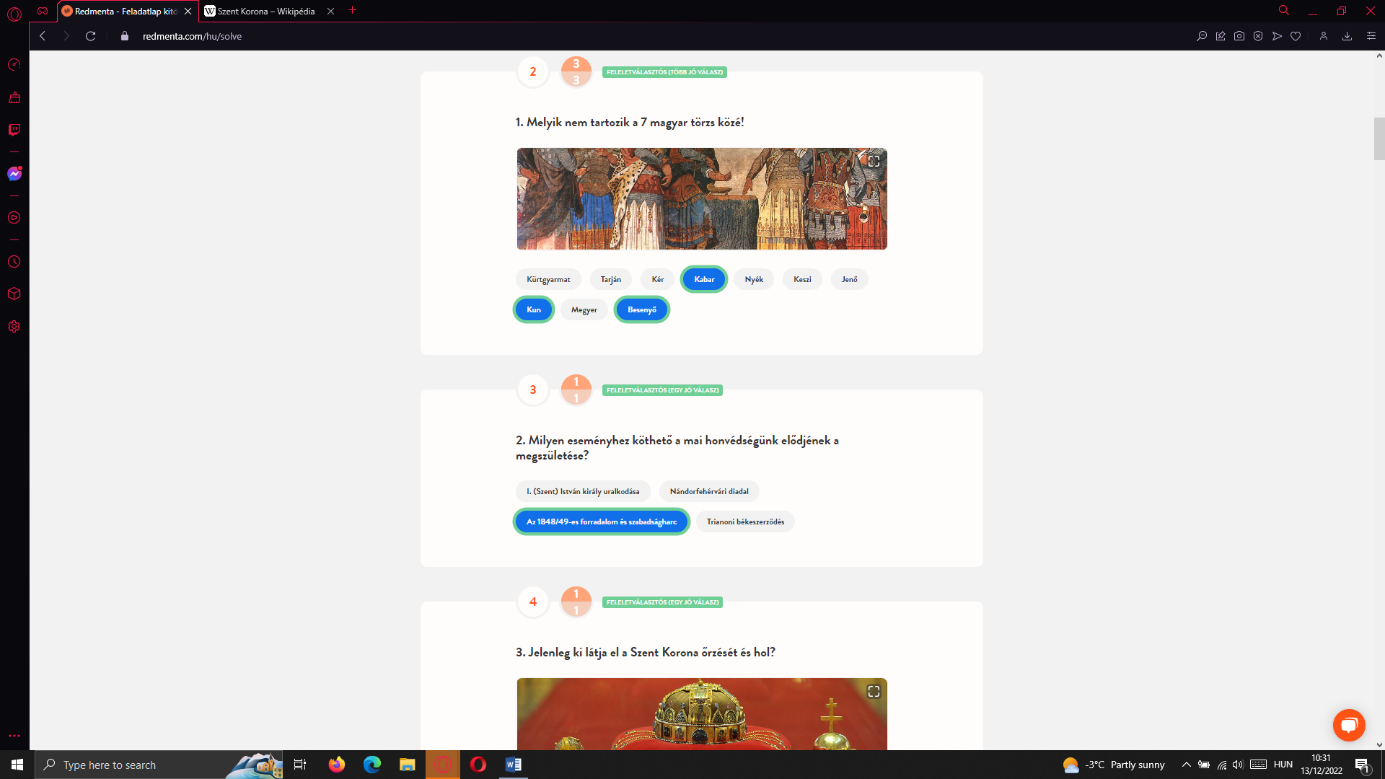 Redmenta - Feladatlap kitö
Szent Korona – Wikipédia
redmenta.com/hu/solve
2
3
3
FELELETVÁLASZTÓS (TÖBB JÓ VÁLASZ)
1. Melyik nem tartozik a 7 magyar törzs közé!
Kürtgyarmat Tarján Kér Kabar Nyék Keszi Jenő
Kun Megyer Besenyő
3
1
1
FELELETVÁLASZTÓS (EGY JÓ VÁLASZ)
2. Milyen eseményhez köthető a mai honvédségünk elődjének a
megszületése?
I. (Szent) István király uralkodása Nándorfehérvári diadal
Az 1848/49-es forradalom és szabadságharc Trianoni békeszerződés
4
1
1
FELELETVÁLASZTÓS (EGY JÓ VÁLASZ)
3. Jelenleg ki látja el a Szent Korona őrzését és hol?
Type here to search
-3°C Partly sunny
HUN
10:31
13/12/2022
1